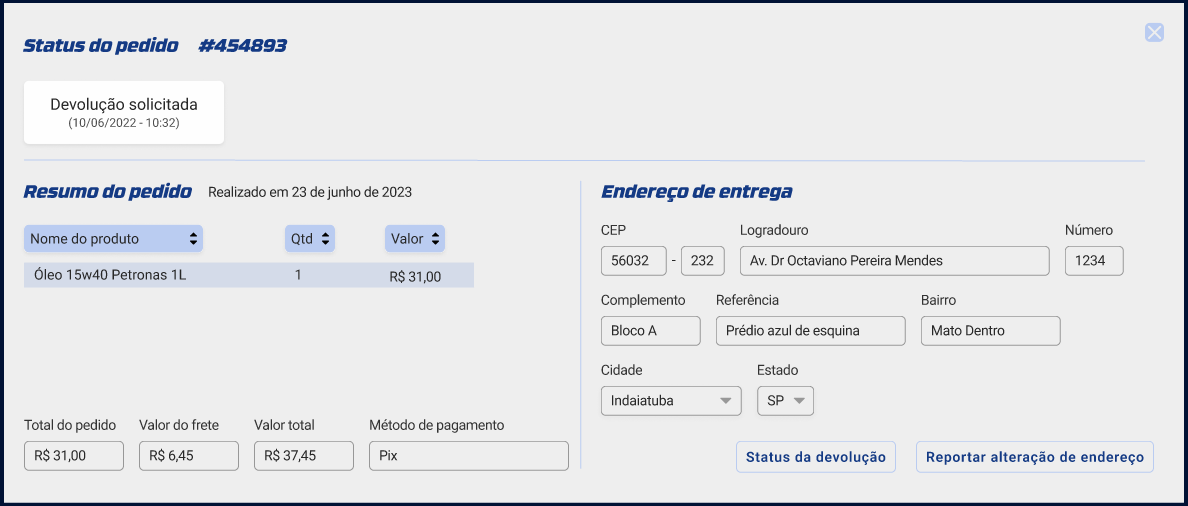 Status do pedido #454893
Devolução solicitada
(10/06/2022 - 10:32)
Resumo do pedido Realizado em 23 de junho de 2023
Nome do produto Qtd Valor
Óleo 15w40 Petronas 1L 1 R$ 31,00
Total do pedido Valor do frete Valor total Método de pagamento
R$ 31,00 R$ 6,45 R$ 37,45 Pix
Endereço de entrega
CEP Logradouro Número
56032 - 232 Av. Dr Octaviano Pereira Mendes 1234
Complemento Referência Bairro
Bloco A Prédio azul de esquina Mato Dentro
Cidade Estado
Indaiatuba SP
Status da devolução Reportar alteração de endereço